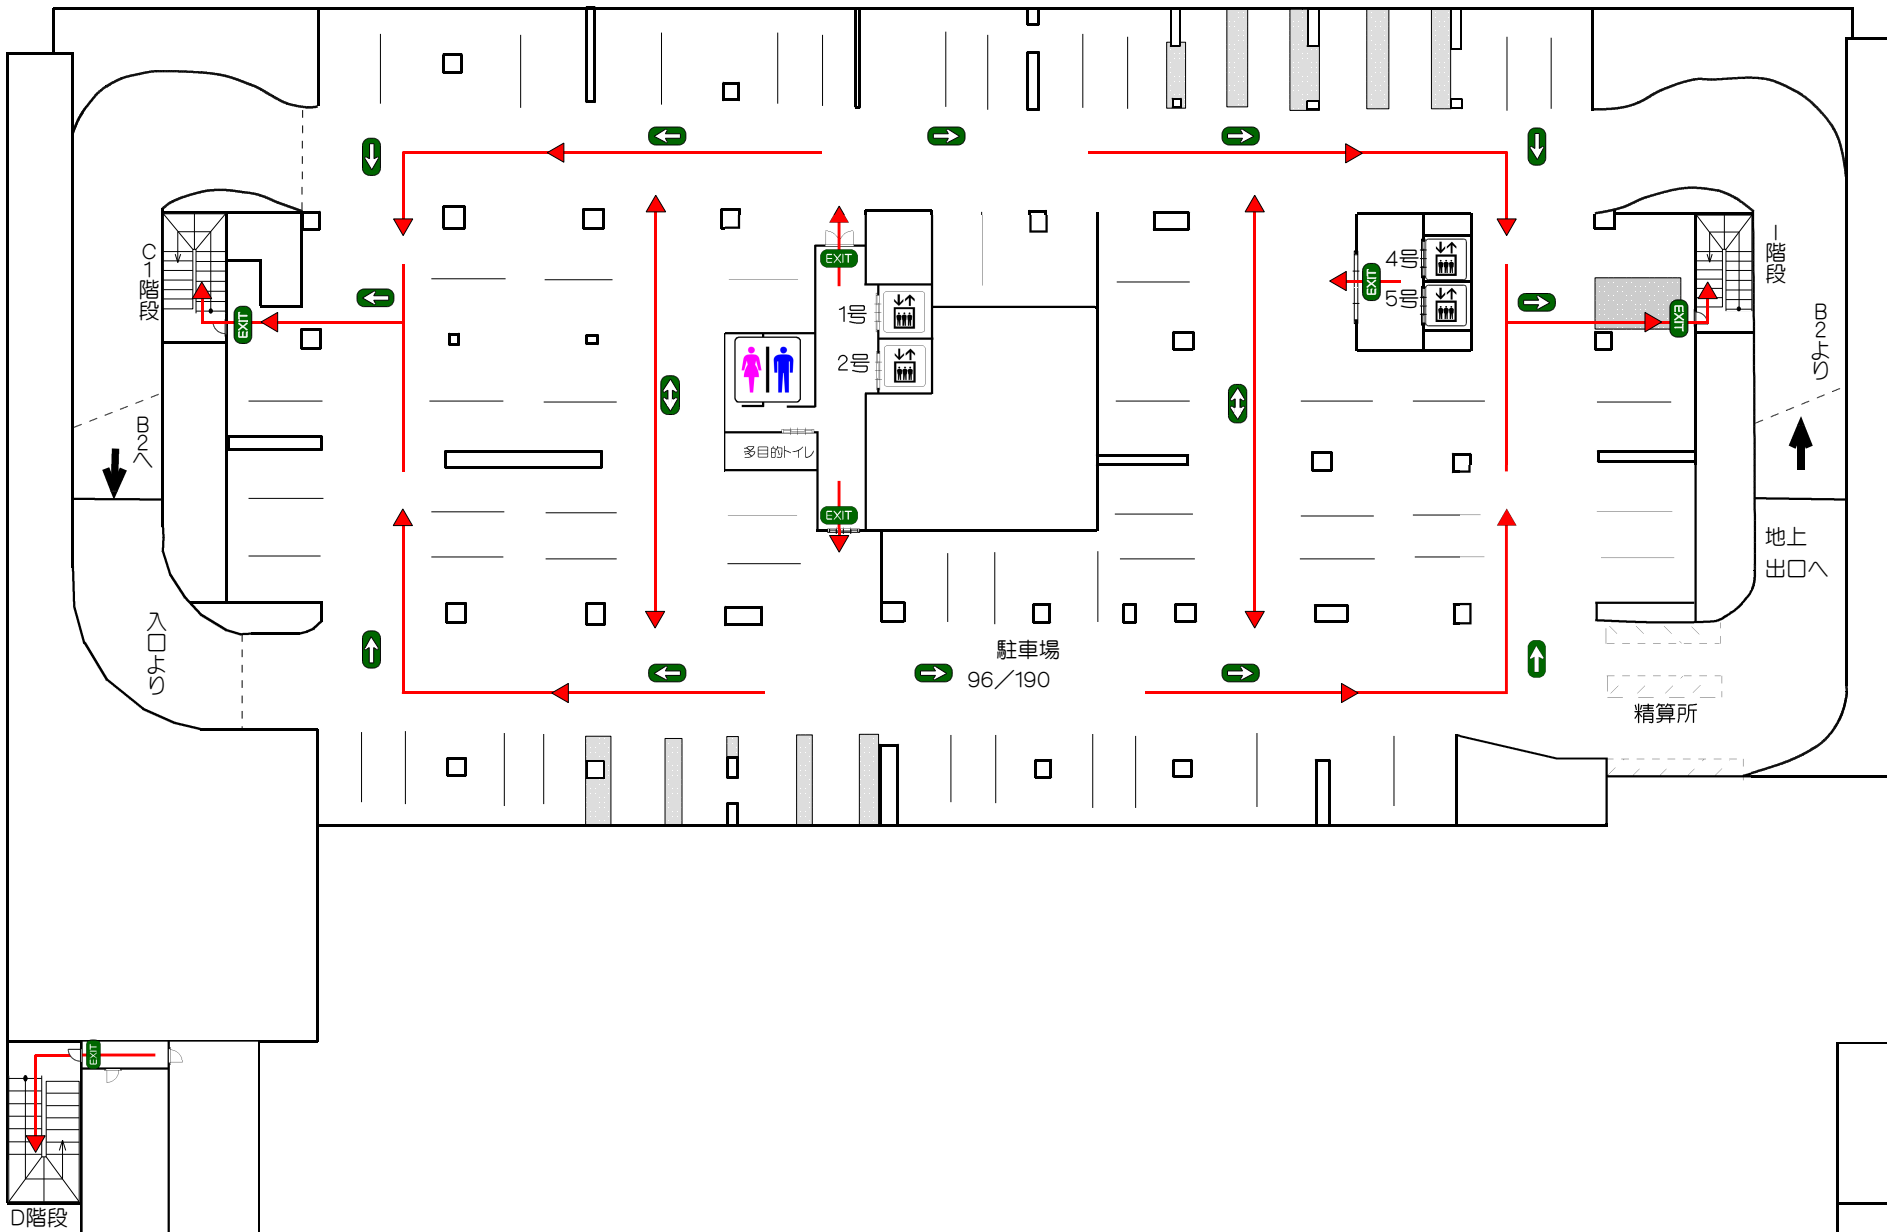 C1階段
EXIT
EXIT
1号
2号
多目的トイレ
EXIT
EXIT
4号
5号
EXIT
I階段
B2より
B2へ
入口より
地上
出口へ
駐車場
96／190
精算所
EXIT
D階段